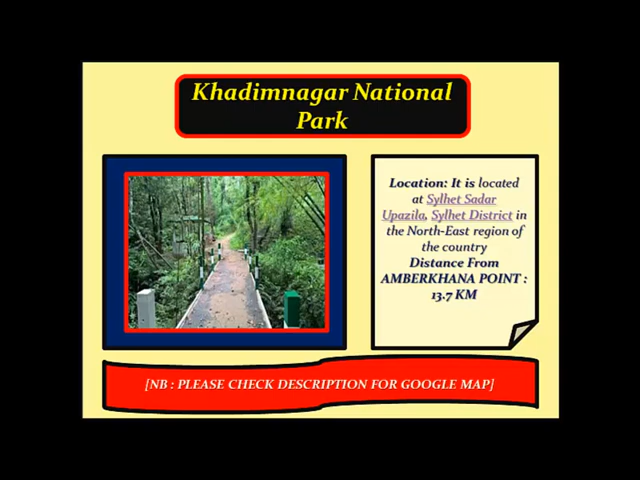 Khadimnagar National
Park
Location: It is located
at Sylhet Sadar
Upazila, Sylhet District in
the North-East region of
the country
Distance From
AMBERKHANA POINT :
13.7 KM
[NB : PLEASE CHECK DESCRIPTION FOR GOOGLE MAP]